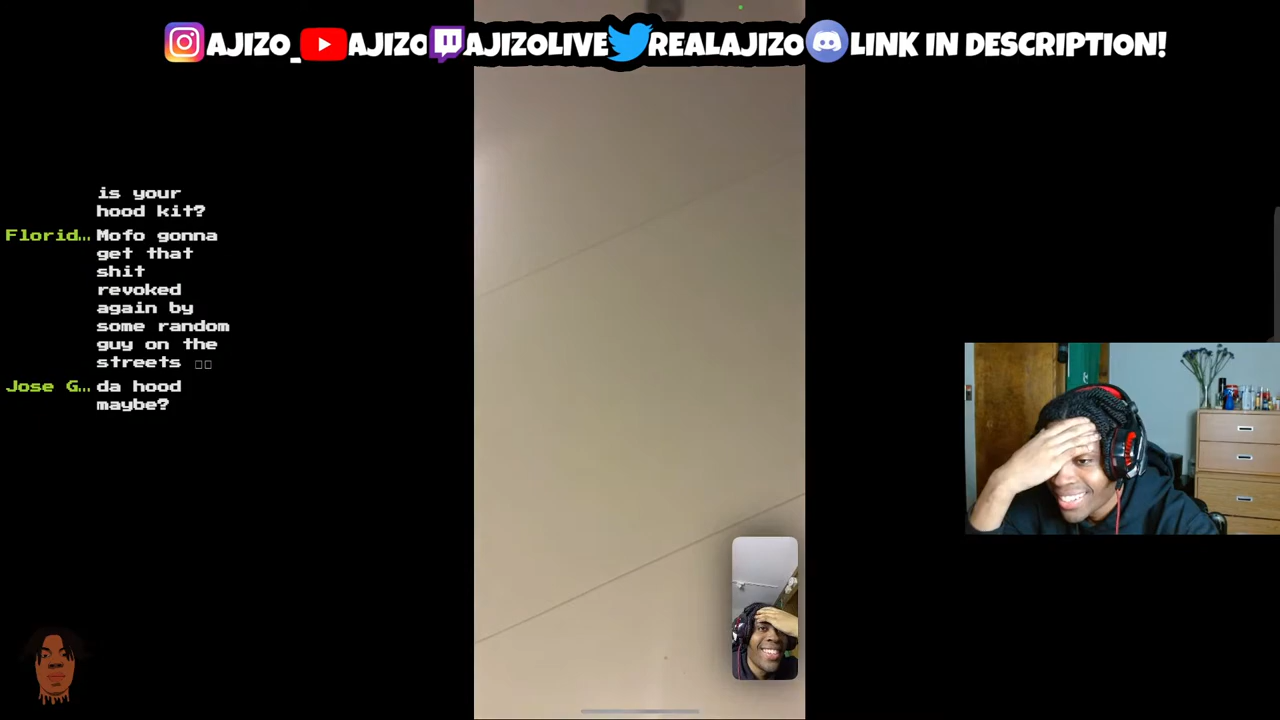 AJIZO_ AJIZO AJIZOLIVE REALAJIZO LINK IN DESCRIPTION!
is your
hood kit?
Florid… Mofo gonna
get that
shit
revoked
again by
some random
guy on the
streets
Jose G… da hood
maybe?